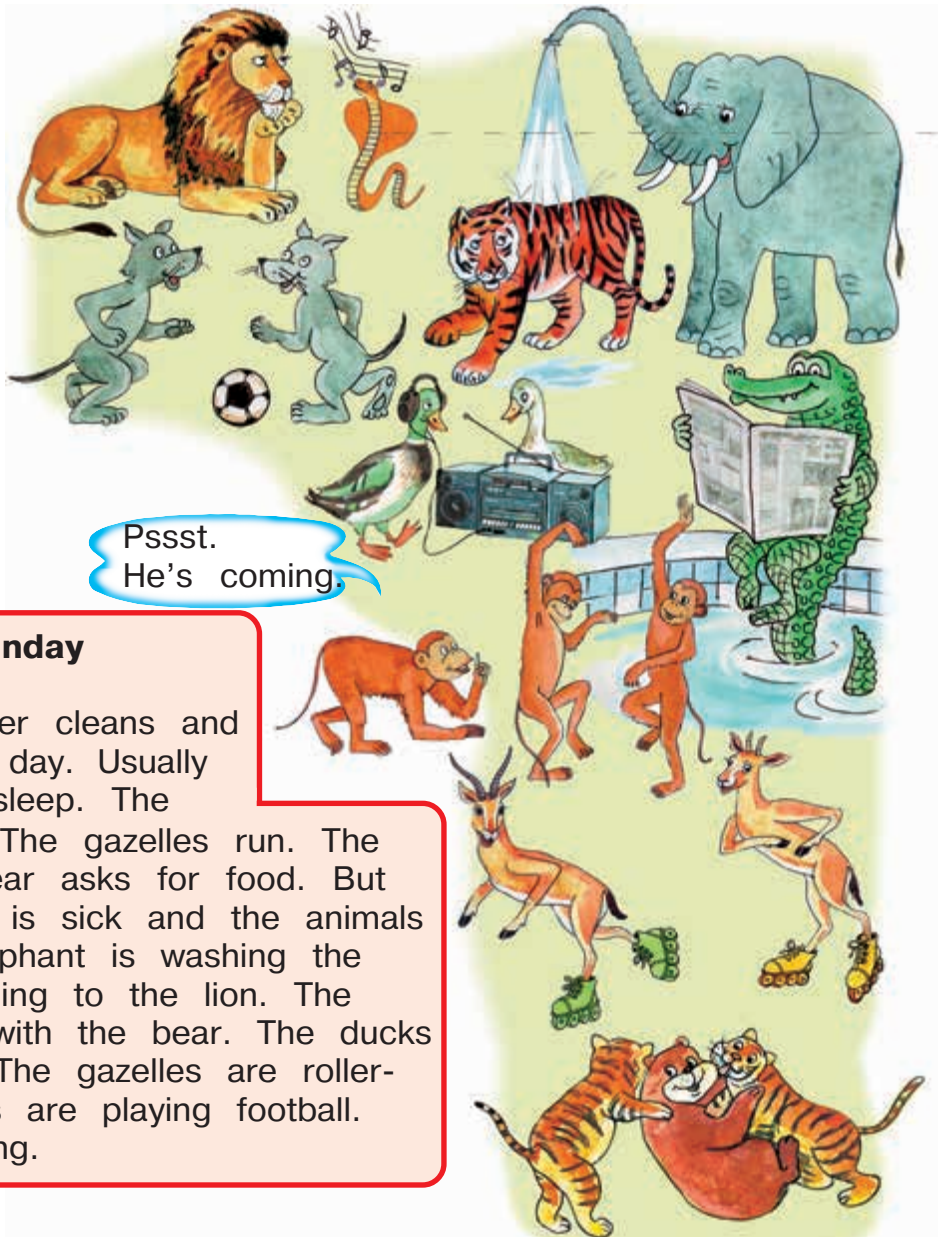 Pssst.
He's coming.
nday
er cleans and
day. Usually
sleep. The
The gazelles run. The
ear asks for food. But
is sick and the animals
phant is washing the
ing to the lion. The
with the bear. The ducks
The gazelles are roller-
s are playing football.
ng.